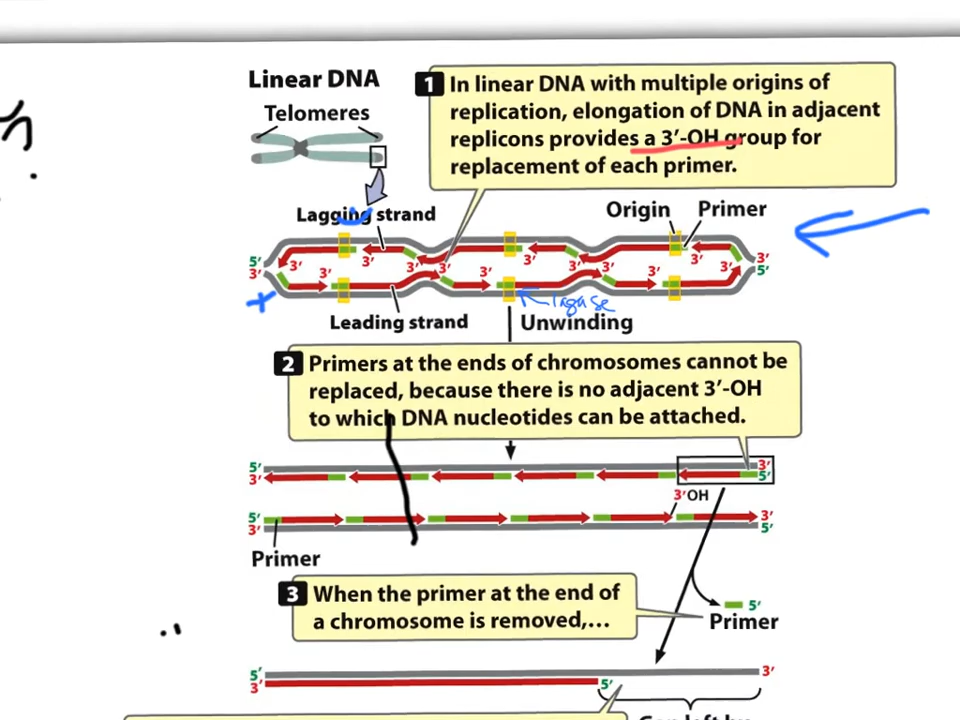 Linear DNA
Telomeres
1 In linear DNA with multiple origins of
replication, elongation of DNA in adjacent
replicons provides a 3′-OH group for
replacement of each primer.
Lagging strand
Origin Primer
5′ 3′
3′ 3′ 3′ 3′ 3′ 3′ 3′
3′ 3′ 3′ 3′ 3′ 5′
Leading strand
Unwinding
2 Primers at the ends of chromosomes cannot be
replaced, because there is no adjacent 3′-OH
to which DNA nucleotides can be attached.
5′ 3′
3′ 5′
3′OH
5′ 3′
3′ 5′
Primer
3 When the primer at the end of
a chromosome is removed,…
5′
Primer
5′ 3′
3′ 5′